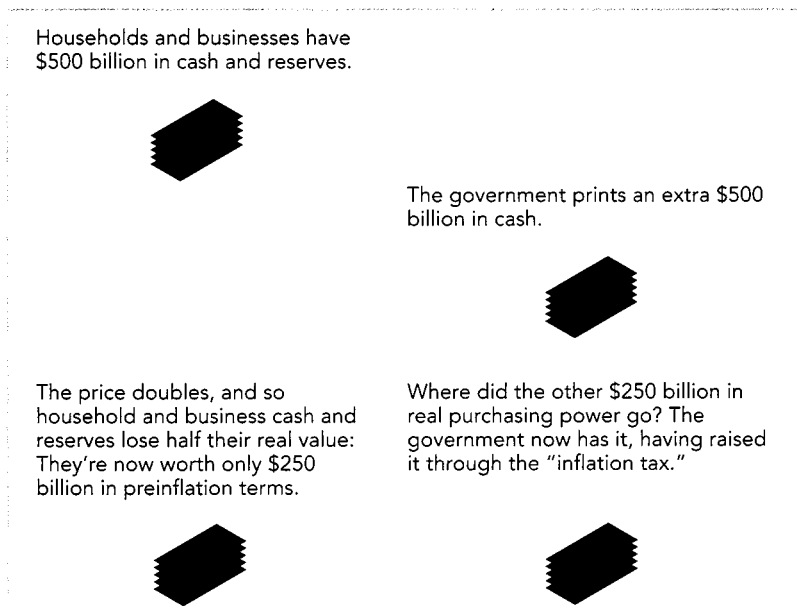 Households and businesses have
$500 billion in cash and reserves.
The government prints an extra $500
billion in cash.
The price doubles, and so
household and business cash and
reserves lose half their real value:
They're now worth only $250
billion in preinflation terms.
Where did the other $250 billion in
real purchasing power go? The
government now has it, having raised
it through the “inflation tax.”